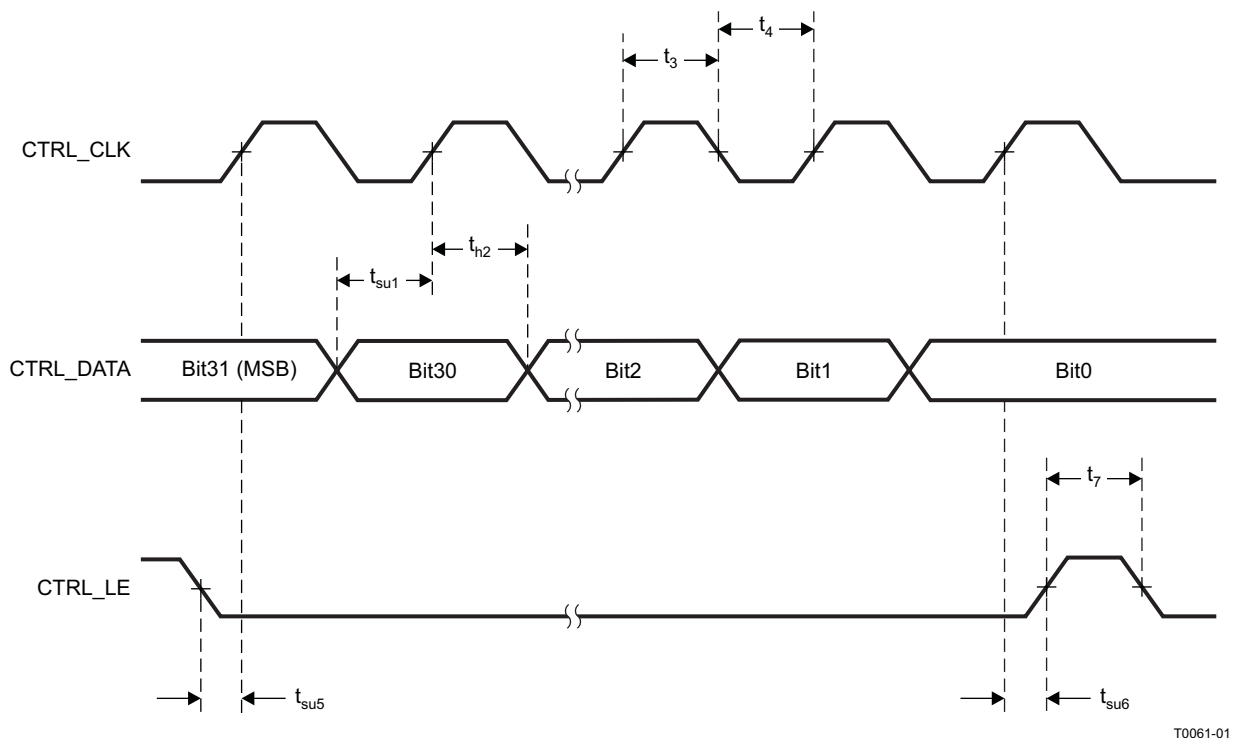 t4
t3
CTRL_CLK
th2
tsu1
CTRL_DATA Bit31 (MSB) Bit30 Bit2 Bit1 Bit0
t7
CTRL_LE
tsu5 tsu6
T0061-01